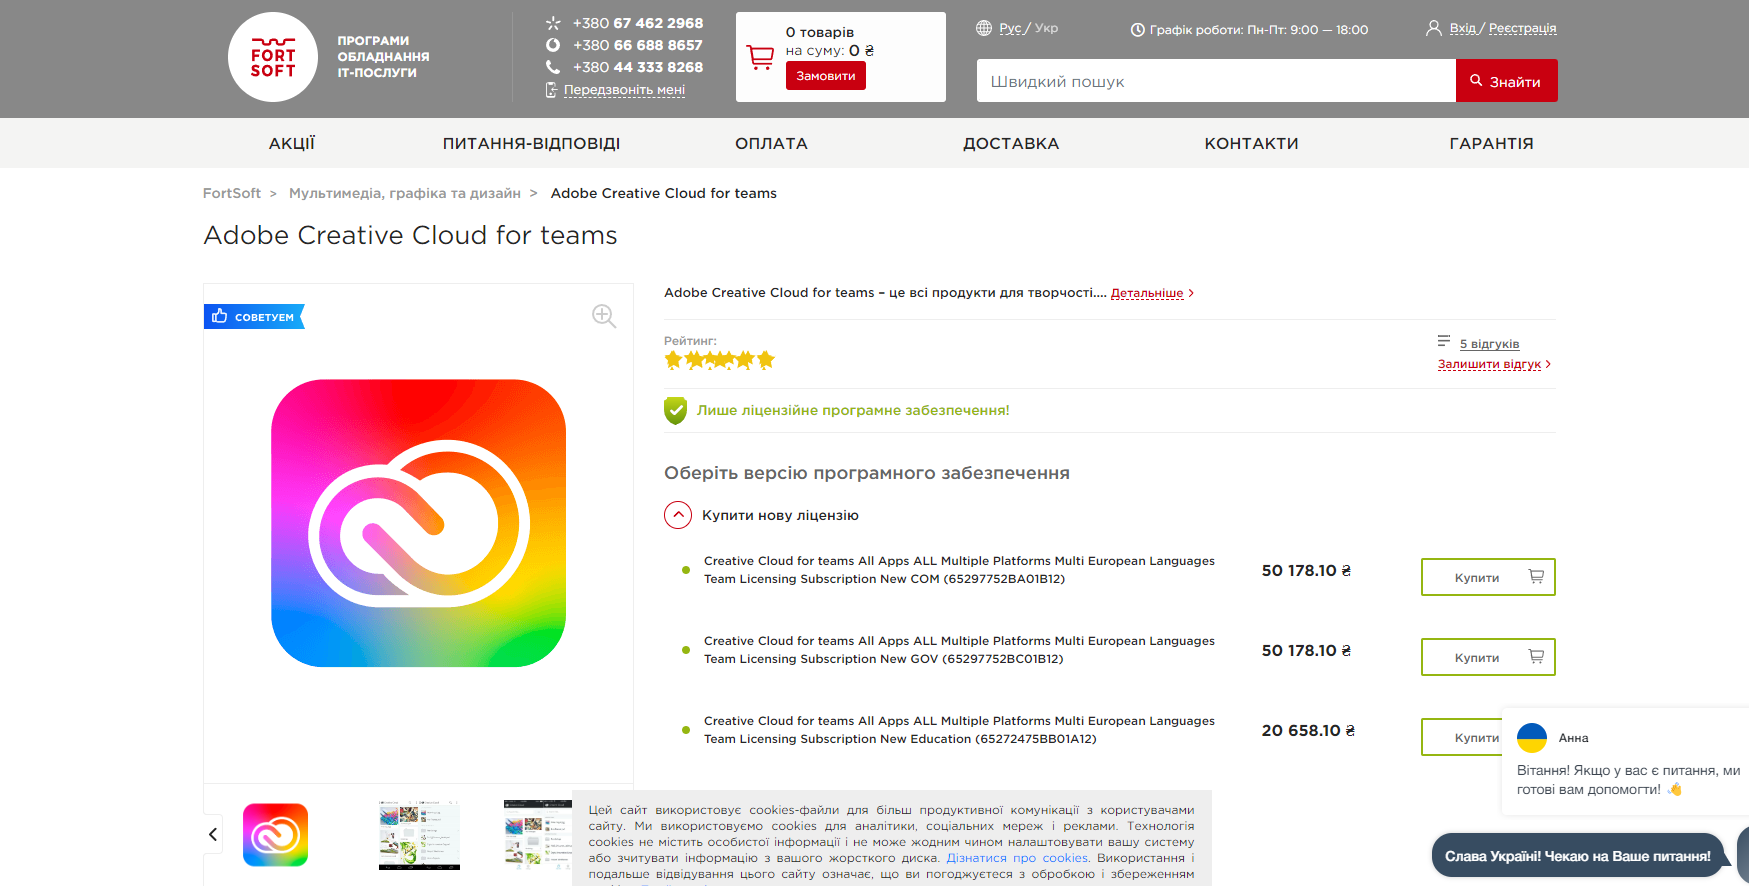 FORT
SOFT
ПРОГРАМИ
ОБЛАДНАННЯ
ІТ-ПОСЛУГИ
+380 67 462 2968
+380 66 688 8657
+380 44 333 8268
Передзвоніть мені
0 товарів
на суму: 0 ₴
Замовити
Рус / Укр
Графік роботи: Пн-Пт: 9:00 — 18:00
Вхід / Реєстрація
Швидкий пошук
Знайти
АКЦІЇ ПИТАННЯ-ВІДПОВІДІ ОПЛАТА ДОСТАВКА КОНТАКТИ ГАРАНТІЯ
FortSoft > Мультимедіа, графіка та дизайн > Adobe Creative Cloud for teams
Adobe Creative Cloud for teams
СОВЕТУЕМ
Adobe Creative Cloud for teams – це всі продукти для творчості.... Детальніше >
Рейтинг:
5 відгуків
Залишити відгук >
Лише ліцензійне програмне забезпечення!
Оберіть версію програмного забезпечення
Купити нову ліцензію
Creative Cloud for teams All Apps ALL Multiple Platforms Multi European Languages
Team Licensing Subscription New COM (65297752BA01B12)
50 178.10 ₴
Купити
Creative Cloud for teams All Apps ALL Multiple Platforms Multi European Languages
Team Licensing Subscription New GOV (65297752BC01B12)
50 178.10 ₴
Купити
Creative Cloud for teams All Apps ALL Multiple Platforms Multi European Languages
Team Licensing Subscription New Education (65272475BB01A12)
20 658.10 ₴
Купити
Анна
Вітання! Якщо у вас є питання, ми
готові вам допомогти! 👋
Слава Україні! Чекаю на Ваше питання!
Цей сайт використовує cookies-файли для більш продуктивної комунікації з користувачами
сайту. Ми використовуємо cookies для аналітики, соціальних мереж і реклами. Технологія
cookies не містить особистої інформації і не може жодним чином налаштовувати вашу систему
або зчитувати інформацію з вашого жорсткого диска. Дізнатися про cookies. Використання і
подальше відвідування цього сайту означає, що ви погоджуєтеся з обробкою і збереженням